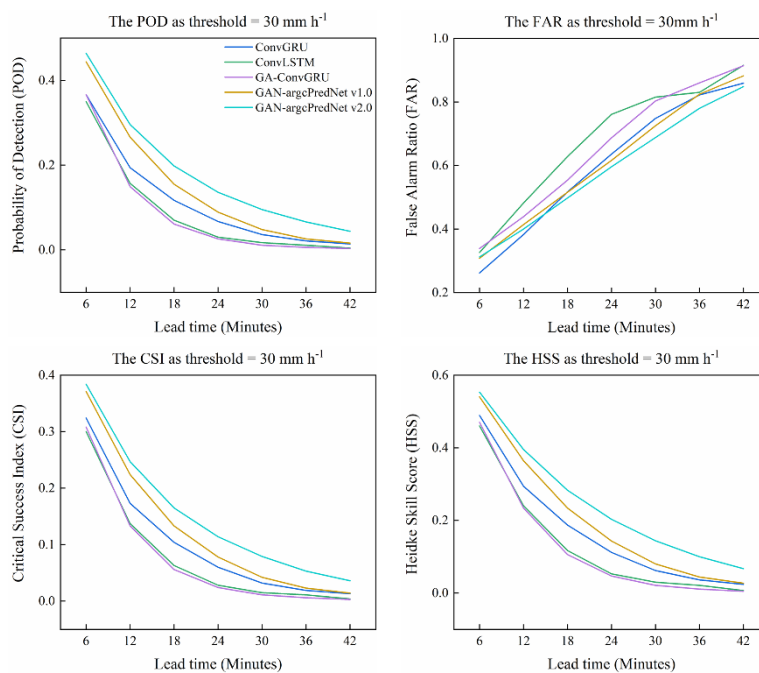 The POD as threshold = 30 mm h⁻¹
Probability of Detection (POD)
0.4
0.2
0.0
ConvGRU
ConvLSTM
GA-ConvGRU
GAN-argcPredNet v1.0
GAN-argcPredNet v2.0
6 12 18 24 30 36 42
Lead time (Minutes)
The FAR as threshold = 30mm h⁻¹
False Alarm Ratio (FAR)
1.0
0.8
0.6
0.4
0.2
6 12 18 24 30 36 42
Lead time (Minutes)
The CSI as threshold = 30 mm h⁻¹
Critical Success Index (CSI)
0.4
0.3
0.2
0.1
0.0
6 12 18 24 30 36 42
Lead time (Minutes)
The HSS as threshold = 30 mm h⁻¹
Heidke Skill Score (HSS)
0.6
0.4
0.2
0.0
6 12 18 24 30 36 42
Lead time (Minutes)